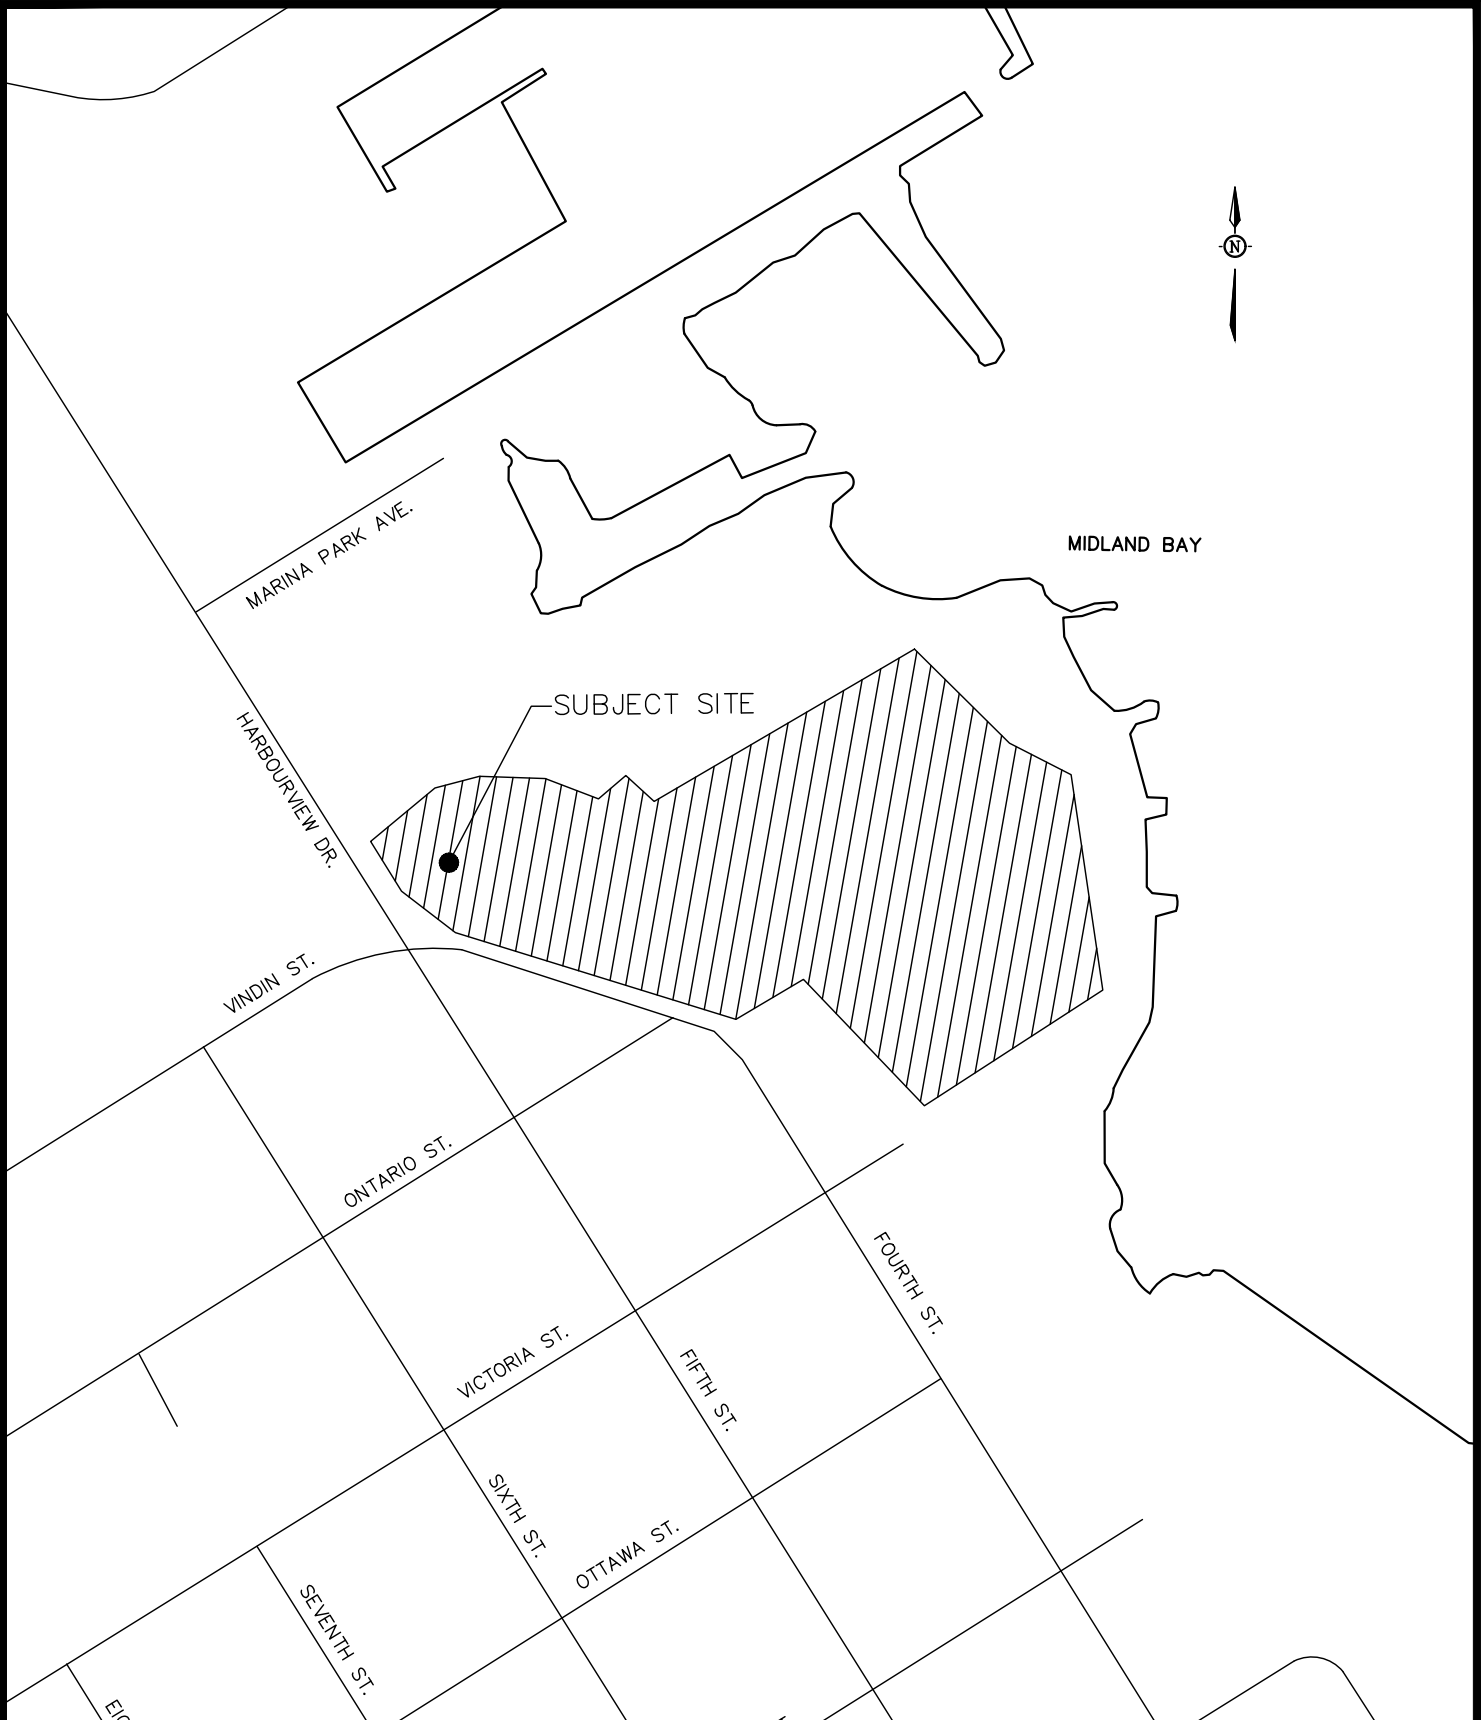 N
MIDLAND BAY
MARINA PARK AVE.
SUBJECT SITE
HARBOURVIEW DR.
VINDIN ST.
ONTARIO ST.
FOURTH ST.
VICTORIA ST.
FIFTH ST.
SIXTH ST.
OTTAWA ST.
SEVENTH ST.